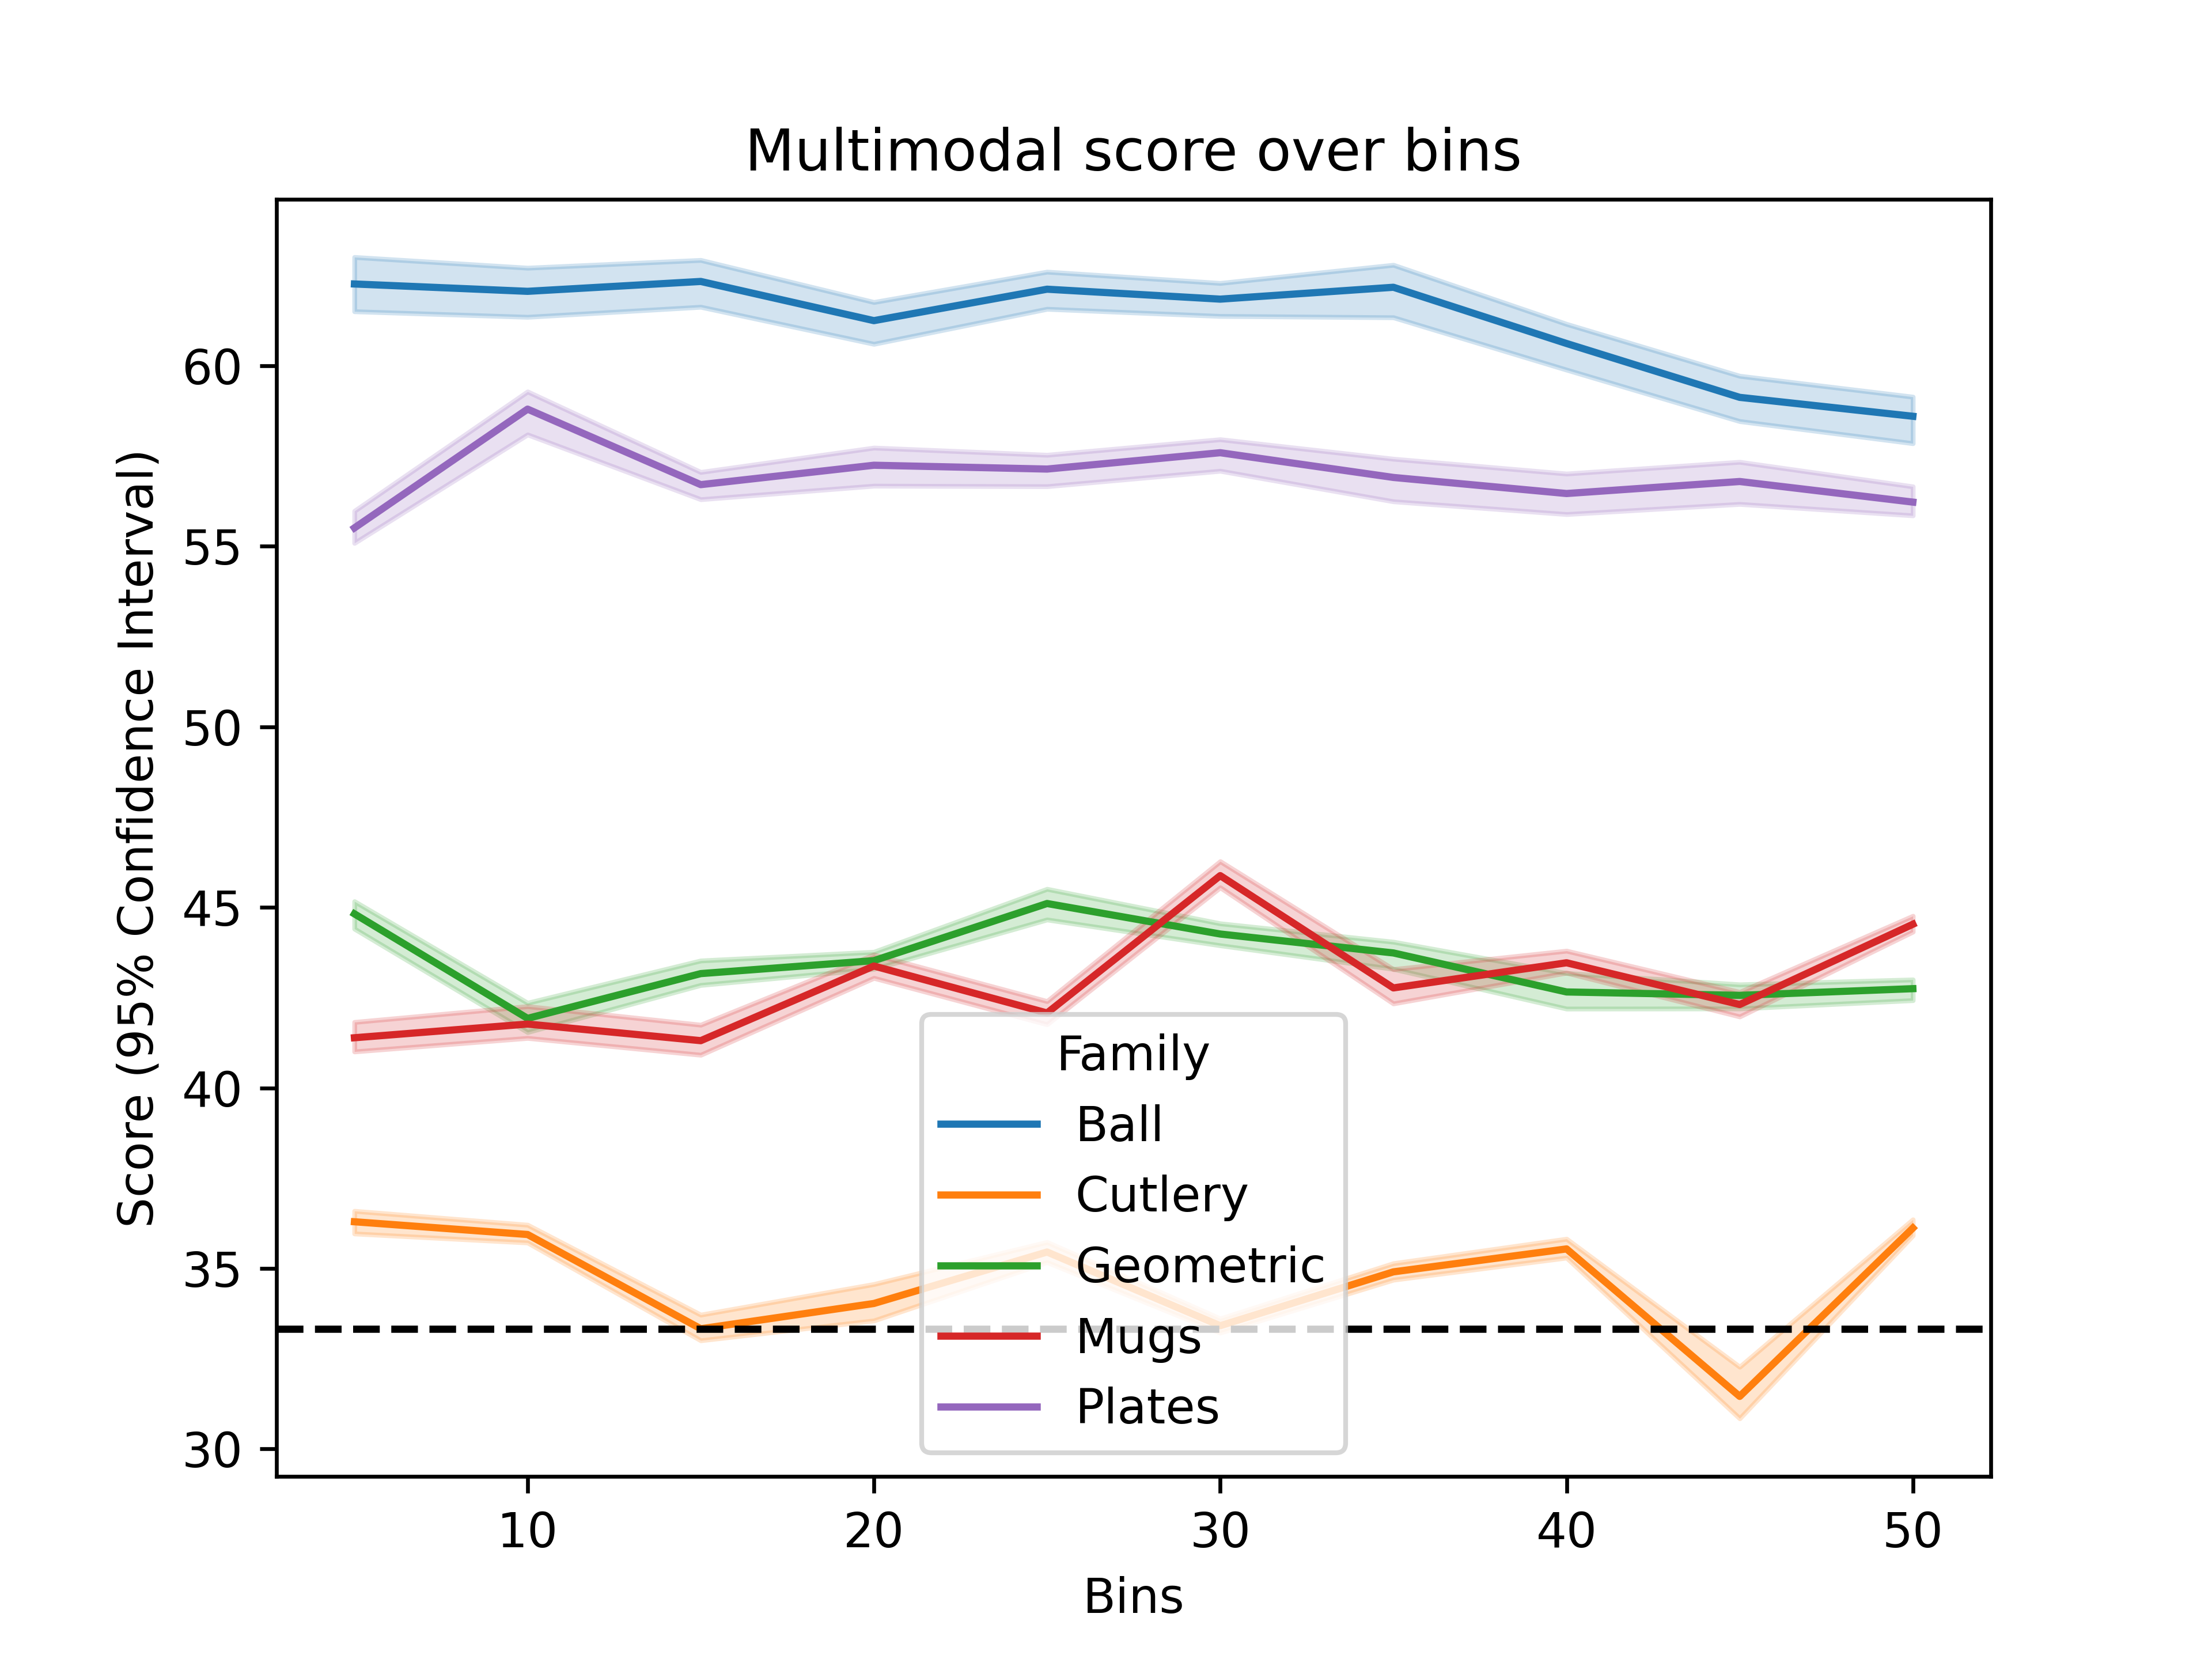 Multimodal score over bins
Score (95% Confidence Interval)
60
55
50
45
40
35
30
Family
Ball
Cutlery
Geometric
Mugs
Plates
10 20 30 40 50
Bins